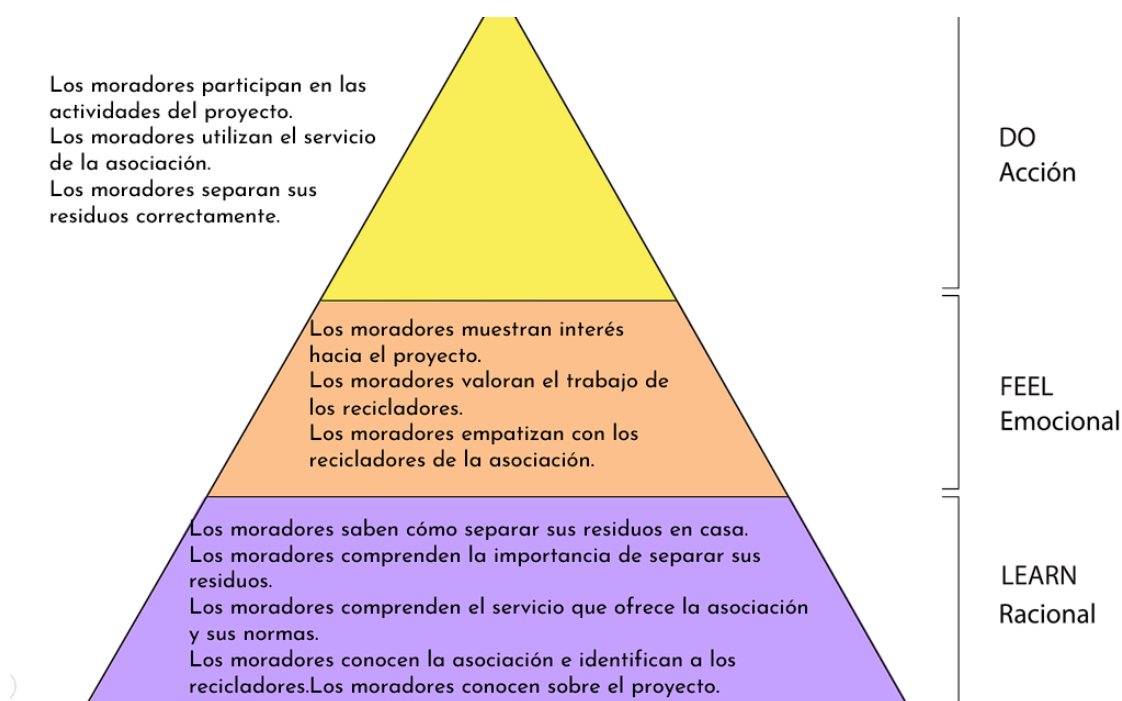 Los moradores participan en las
actividades del proyecto.
Los moradores utilizan el servicio
de la asociación.
Los moradores separan sus
residuos correctamente.
DO
Acción
Los moradores muestran interés
hacia el proyecto.
Los moradores valoran el trabajo de
los recicladores.
Los moradores empatizan con los
recicladores de la asociación.
FEEL
Emocional
Los moradores saben cómo separar sus residuos en casa.
Los moradores comprenden la importancia de separar sus
residuos.
Los moradores comprenden el servicio que ofrece la asociación
y sus normas.
Los moradores conocen la asociación e identifican a los
recicladores.Los moradores conocen sobre el proyecto.
LEARN
Racional